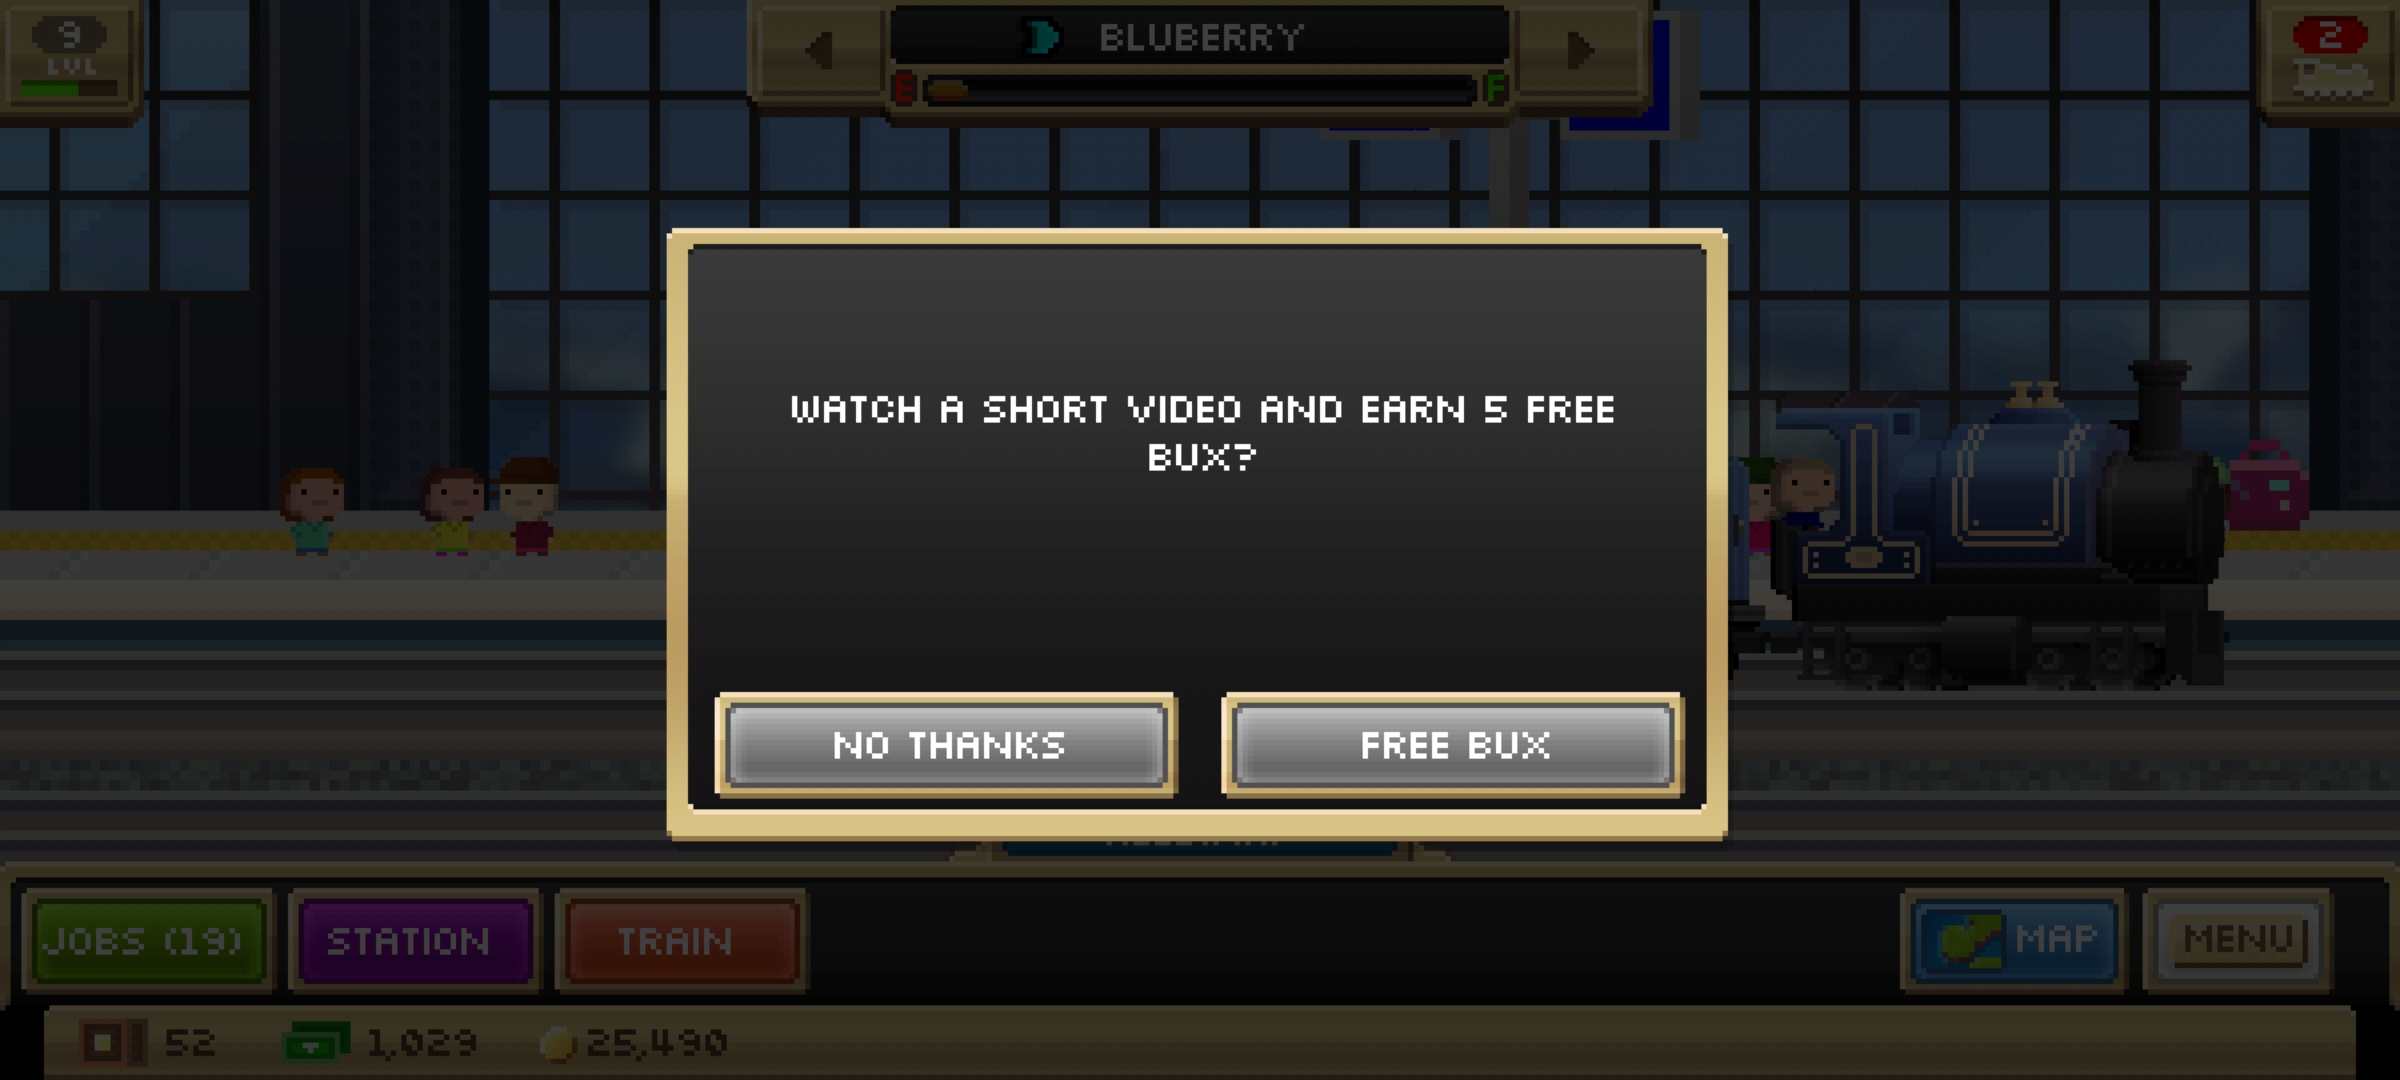 9
LVL
BLUBERRY
E
F
2
WATCH A SHORT VIDEO AND EARN 5 FREE
BUX?
NO THANKS
FREE BUX
JOBS (19)
STATION
TRAIN
MAP
MENU
52
1,029
25,490